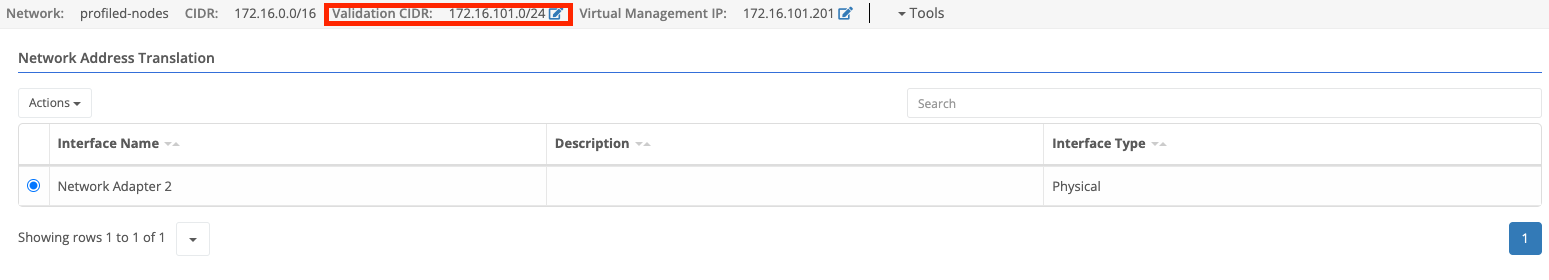 Network: profiled-nodes CIDR: 172.16.0.0/16 Validation CIDR: 172.16.101.0/24 Virtual Management IP: 172.16.101.201 Tools
Network Address Translation
Actions Search
Interface Name Description Interface Type
Network Adapter 2 Physical
Showing rows 1 to 1 of 1 1